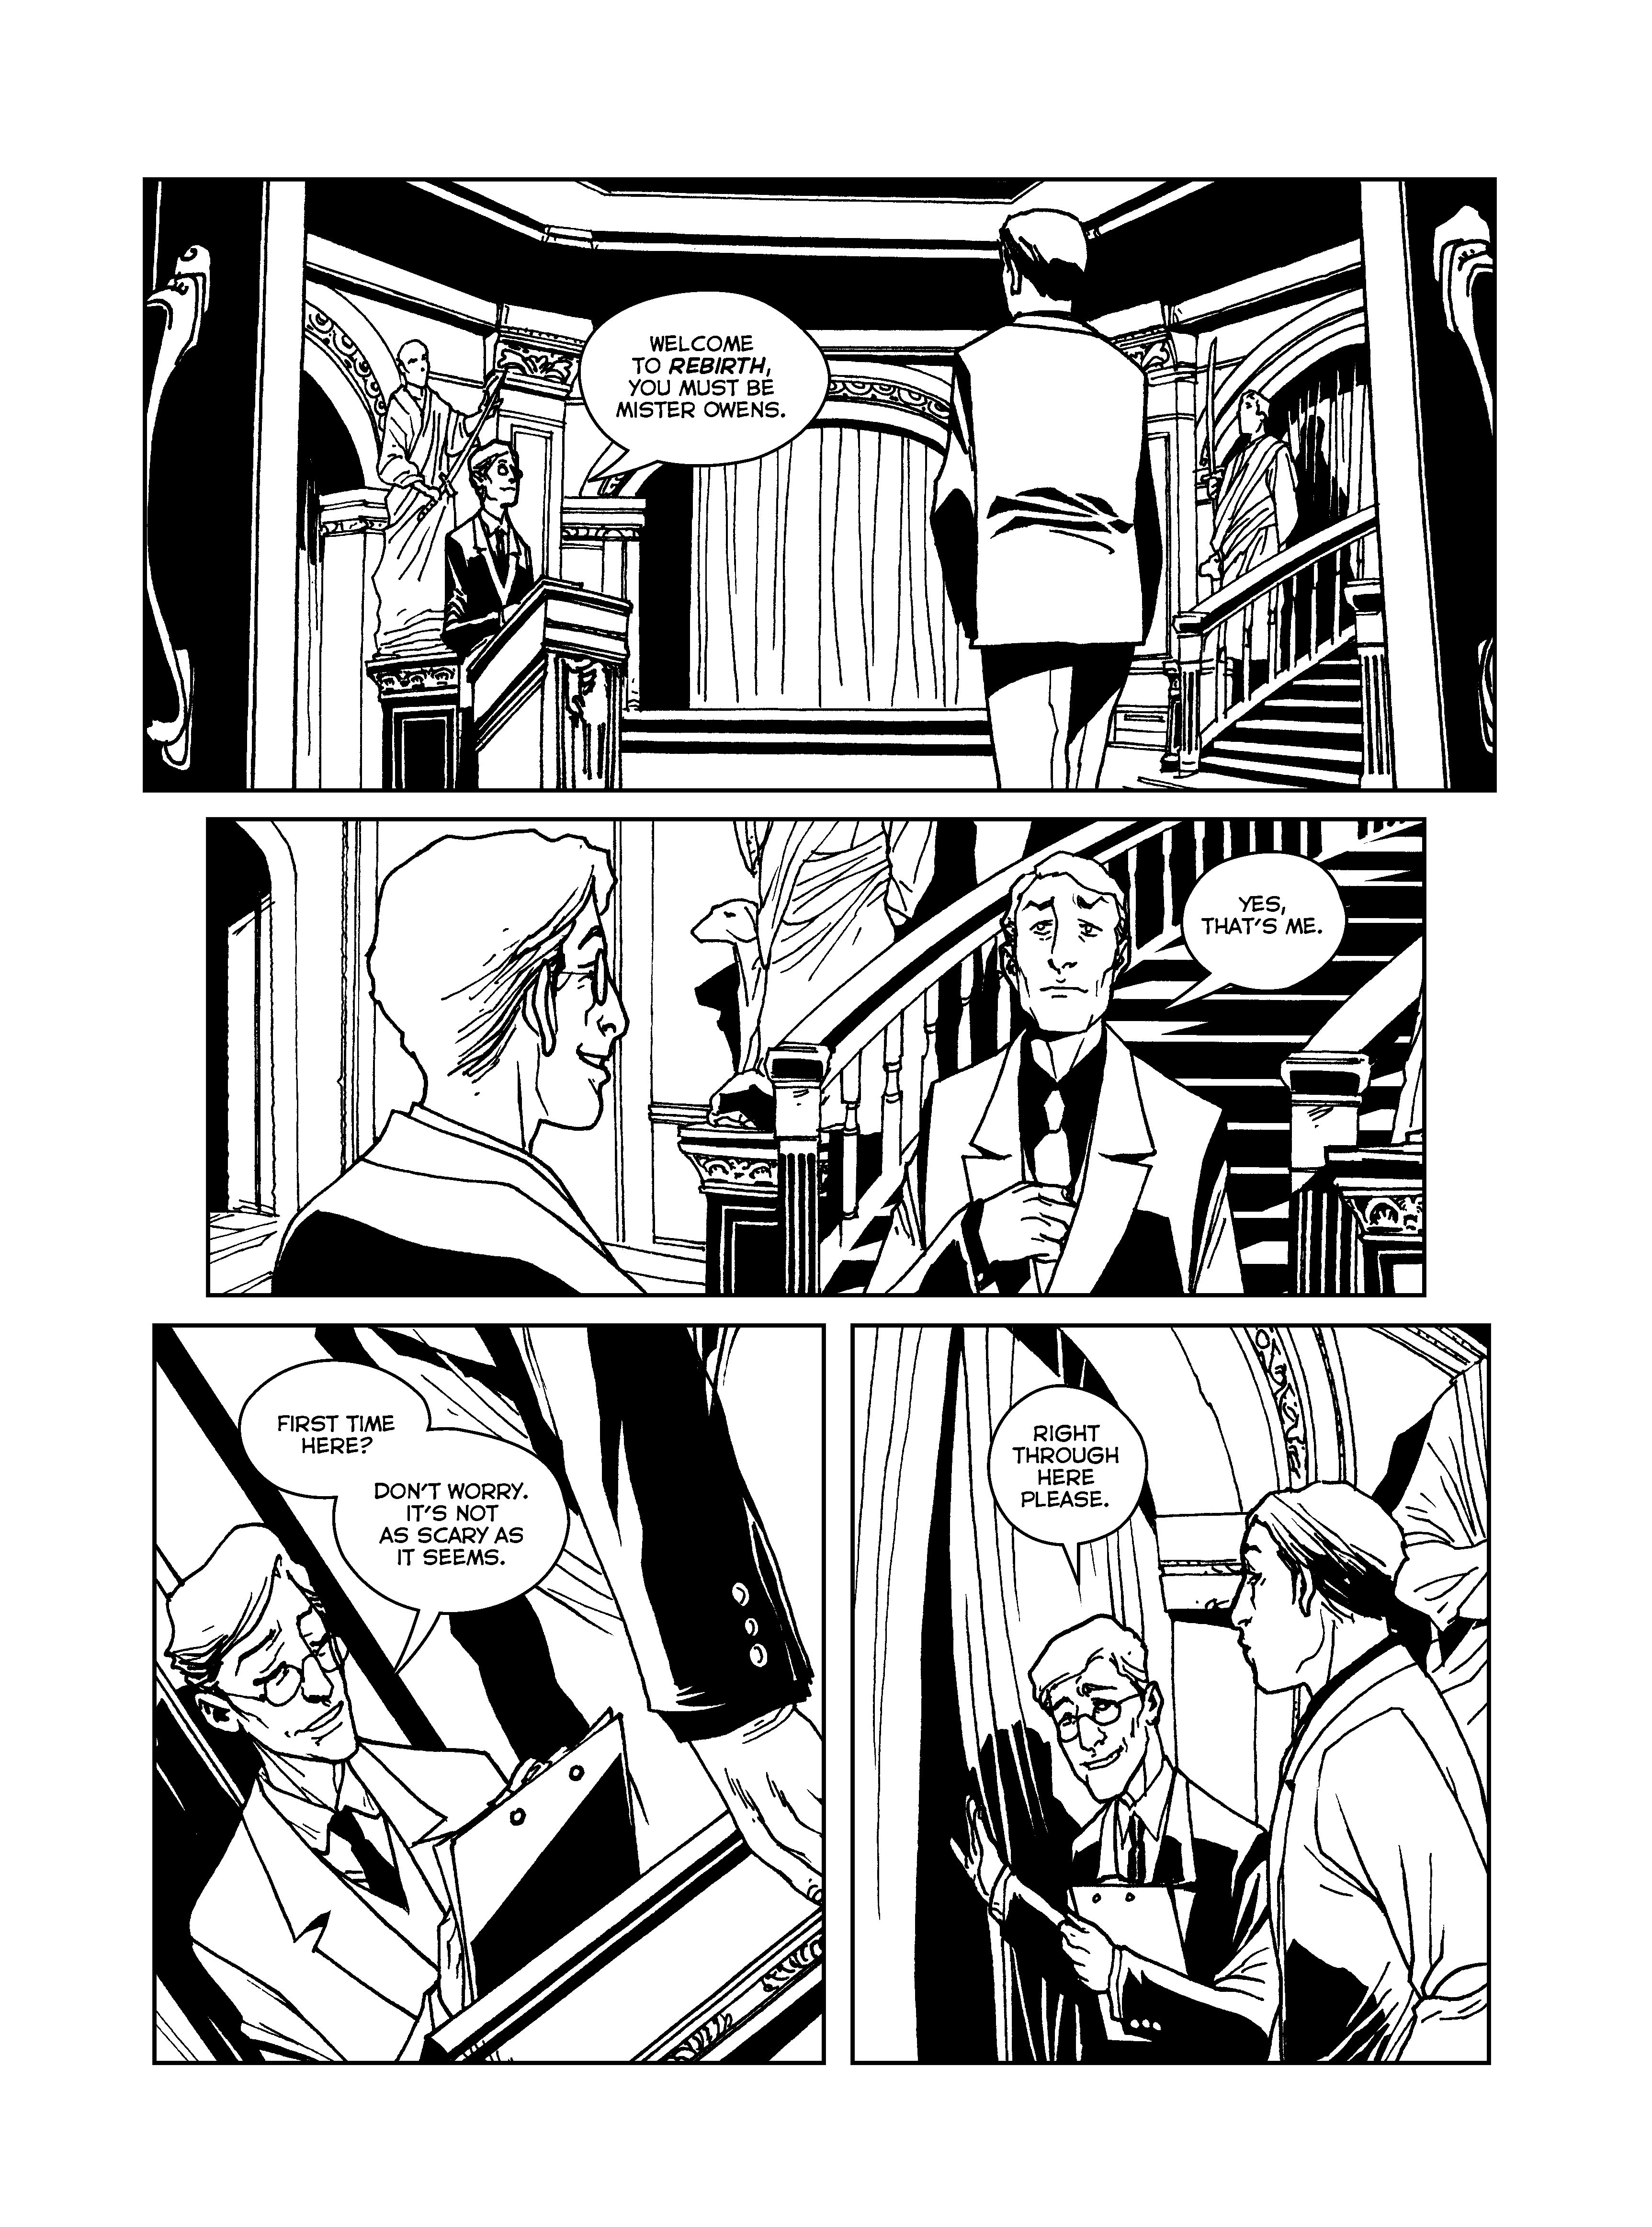 WELCOME
TO REBIRTH,
YOU MUST BE
MISTER OWENS.
YES,
THAT'S ME.
FIRST TIME
HERE?
DON'T WORRY.
IT'S NOT
AS SCARY AS
IT SEEMS.
RIGHT
THROUGH
HERE
PLEASE.